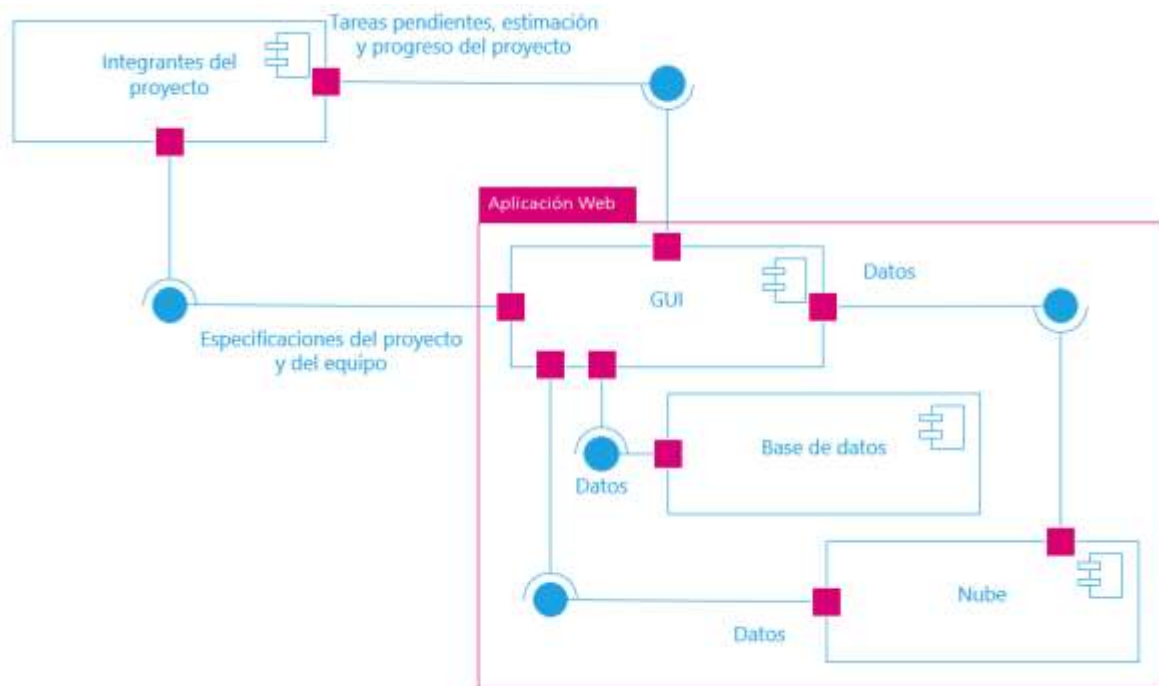 Tareas pendientes, estimación
y progreso del proyecto
Integrantes del
proyecto
Aplicación Web
GUI
Datos
Especificaciones del proyecto
y del equipo
Base de datos
Datos
Nube
Datos